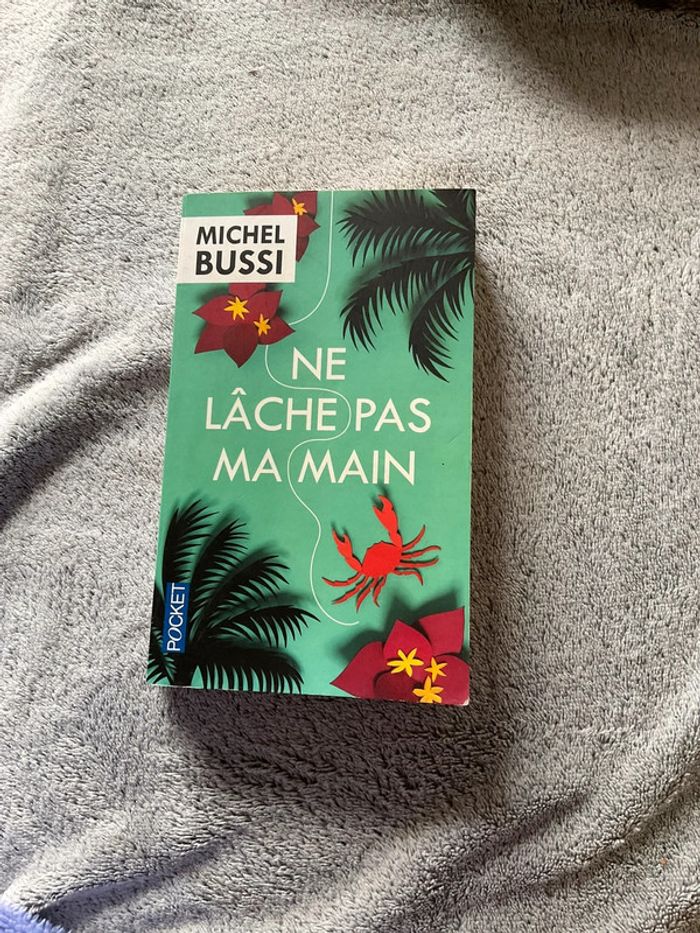 MICHEL
BUSSI
NE
LÂCHE PAS
MA MAIN
POCKET